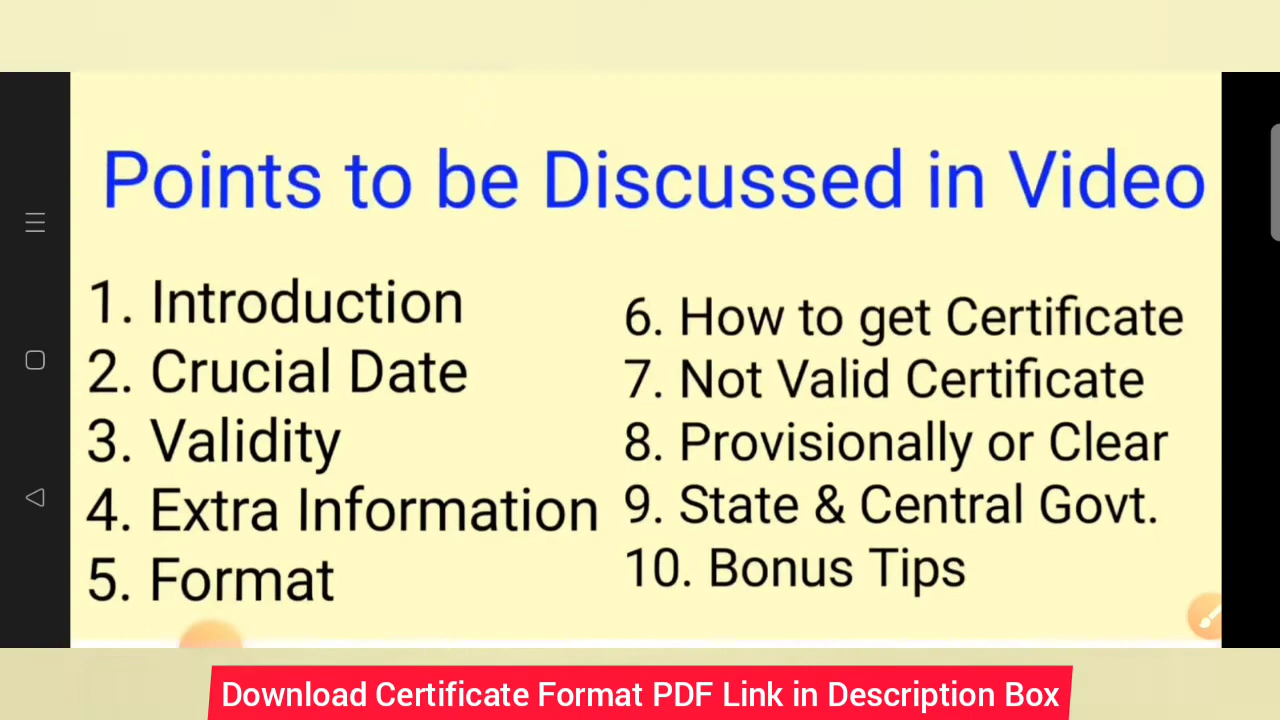 Points to be Discussed in Video
1. Introduction
2. Crucial Date
3. Validity
4. Extra Information
5. Format
6. How to get Certificate
7. Not Valid Certificate
8. Provisionally or Clear
9. State & Central Govt.
10. Bonus Tips
Download Certificate Format PDF Link in Description Box